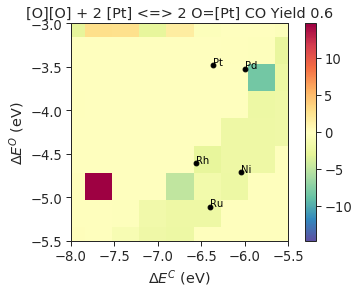 [O][O] + 2 [Pt] <=> 2 O=[Pt] CO Yield 0.6
−3.0
−3.5
−4.0
−4.5
−5.0
−5.5
ΔE^O (eV)
Pt
Pd
Rh
Ni
Ru
−8.0 −7.5 −7.0 −6.5 −6.0 −5.5
ΔE^C (eV)
10
5
0
−5
−10